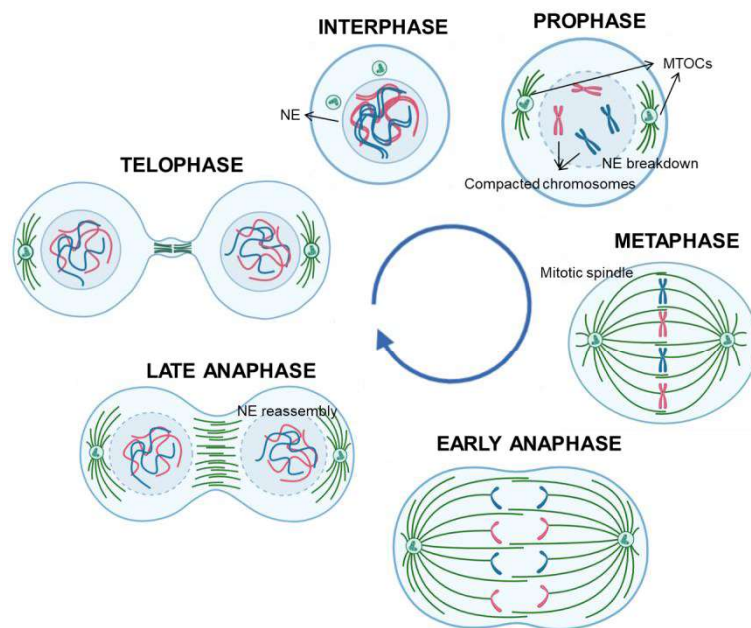 INTERPHASE
PROPHASE
MTOCs
NE
NE breakdown
Compacted chromosomes
TELOPHASE
METAPHASE
Mitotic spindle
LATE ANAPHASE
NE reassembly
EARLY ANAPHASE